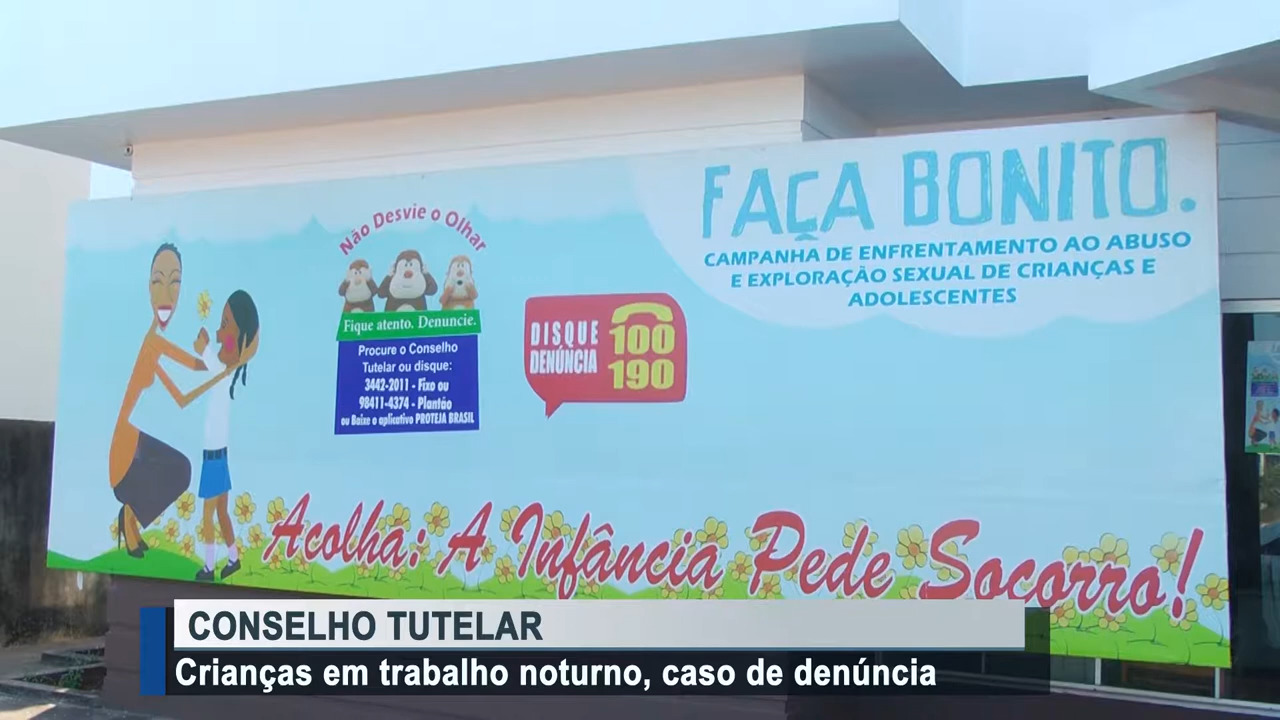 FAÇA BONITO.
CAMPANHA DE ENFRENTAMENTO AO ABUSO
E EXPLORAÇÃO SEXUAL DE CRIANÇAS E
ADOLESCENTES
Não Desvie o Olhar
Fique atento. Denuncie.
Procure o Conselho
Tutelar ou disque:
3442-2011 - Fixo ou
98411-4374 - Plantão
ou Baixe o aplicativo PROTEJA BRASIL
DISQUE
DENÚNCIA
100
190
Acolha: A Infância Pede Socorro!
CONSELHO TUTELAR
Crianças em trabalho noturno, caso de denúncia